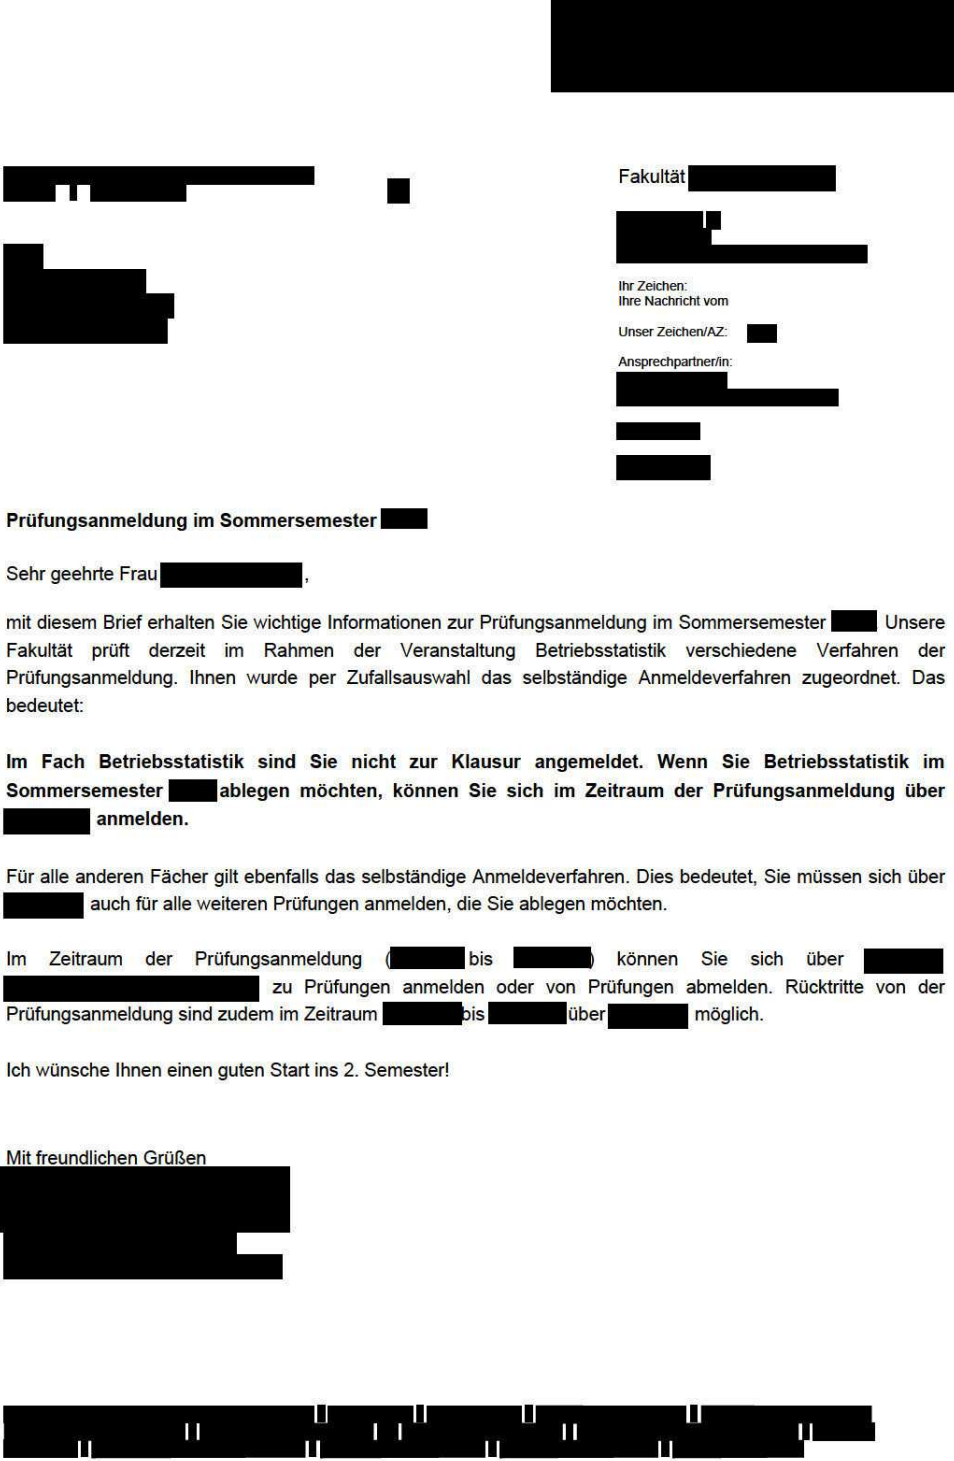 Fakultät
Ihr Zeichen:
Ihre Nachricht vom
Unser Zeichen/AZ:
Ansprechpartner/in:
Prüfungsanmeldung im Sommersemester
Sehr geehrte Frau ,
mit diesem Brief erhalten Sie wichtige Informationen zur Prüfungsanmeldung im Sommersemester Unsere
Fakultät prüft derzeit im Rahmen der Veranstaltung Betriebsstatistik verschiedene Verfahren der
Prüfungsanmeldung. Ihnen wurde per Zufallsauswahl das selbständige Anmeldeverfahren zugeordnet. Das
bedeutet:
Im Fach Betriebsstatistik sind Sie nicht zur Klausur angemeldet. Wenn Sie Betriebsstatistik im
Sommersemester ablegen möchten, können Sie sich im Zeitraum der Prüfungsanmeldung über
anmelden.
Für alle anderen Fächer gilt ebenfalls das selbständige Anmeldeverfahren. Dies bedeutet, Sie müssen sich über
auch für alle weiteren Prüfungen anmelden, die Sie ablegen möchten.
Im Zeitraum der Prüfungsanmeldung ( bis ) können Sie sich über
zu Prüfungen anmelden oder von Prüfungen abmelden. Rücktritte von der
Prüfungsanmeldung sind zudem im Zeitraum bis über möglich.
Ich wünsche Ihnen einen guten Start ins 2. Semester!
Mit freundlichen Grüßen